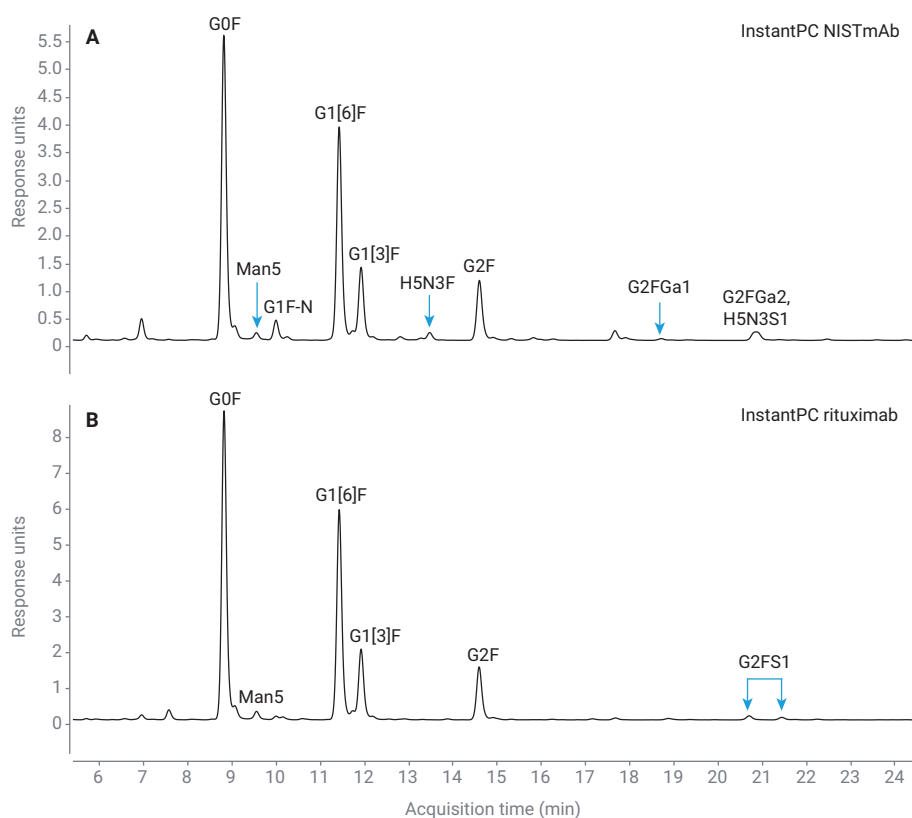 A
InstantPC NISTmAb
Response units
5.5
5.0
4.5
4.0
3.5
3.0
2.5
2.0
1.5
1.0
0.5
0
G0F
Man5
G1F-N
G1[6]F
G1[3]F
H5N3F
G2F
G2FGa1
G2FGa2,
H5N3S1
B
InstantPC rituximab
Response units
8
7
6
5
4
3
2
1
0
G0F
Man5
G1[6]F
G1[3]F
G2F
G2FS1
6 7 8 9 10 11 12 13 14 15 16 17 18 19 20 21 22 23 24
Acquisition time (min)